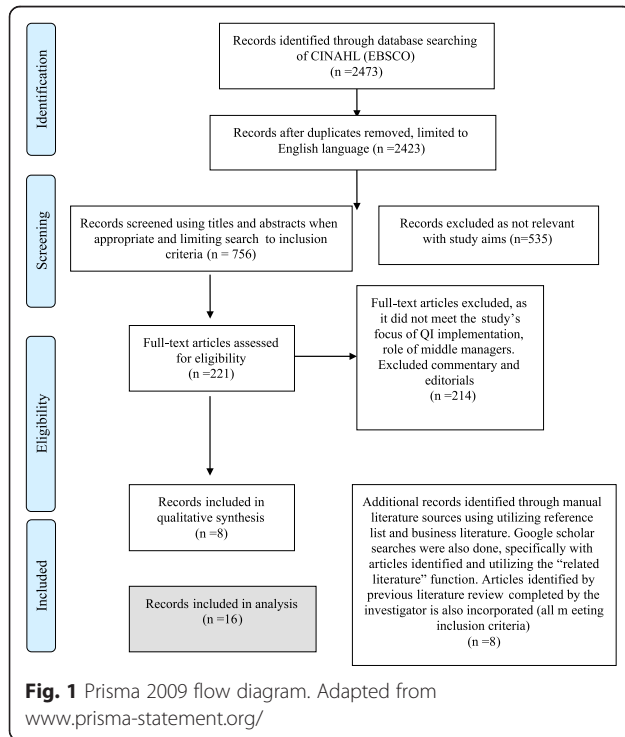 Identification
Records identified through database searching
of CINAHL (EBSCO)
(n =2473)
Records after duplicates removed, limited to
English language (n =2423)
Screening
Records screened using titles and abstracts when
appropriate and limiting search to inclusion
criteria (n = 756)
Records excluded as not relevant
with study aims (n=535)
Eligibility
Full-text articles assessed
for eligibility
(n =221)
Full-text articles excluded, as
it did not meet the study’s
focus of QI implementation,
role of middle managers.
Excluded commentary and
editorials
(n =214)
Included
Records included in
qualitative synthesis
(n =8)
Additional records identified through manual
literature sources using utilizing reference
list and business literature. Google scholar
searches were also done, specifically with
articles identified and utilizing the “related
literature” function. Articles identified by
previous literature review completed by the
investigator is also incorporated (all m eeting
inclusion criteria)
(n =8)
Records included in analysis
(n =16)
Fig. 1 Prisma 2009 flow diagram. Adapted from
www.prisma-statement.org/